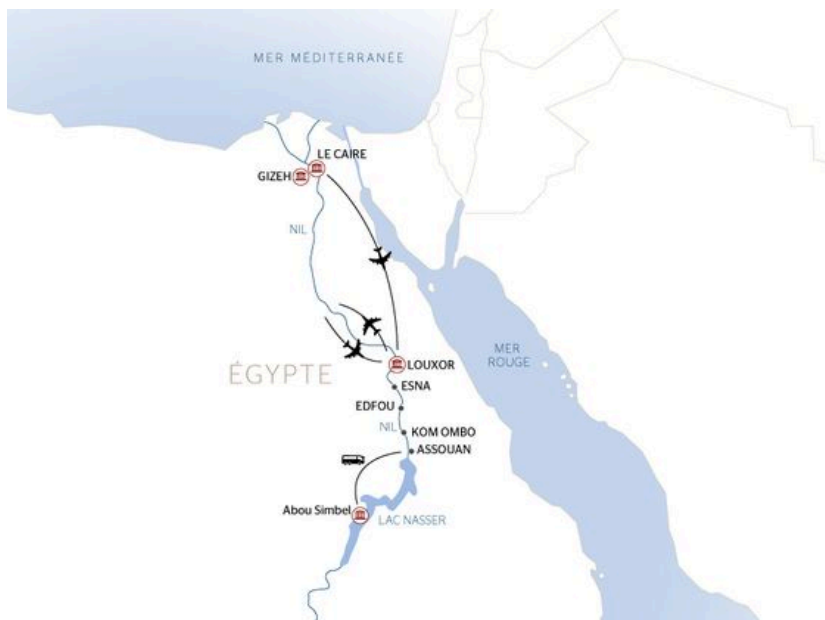 MER MÉDITERRANÉE
LE CAIRE
GIZEH
NIL
MER
ROUGE
ÉGYPTE
LOUXOR
ESNA
EDFOU
NIL
KOM OMBO
ASSOUAN
Abou Simbel
LAC NASSER